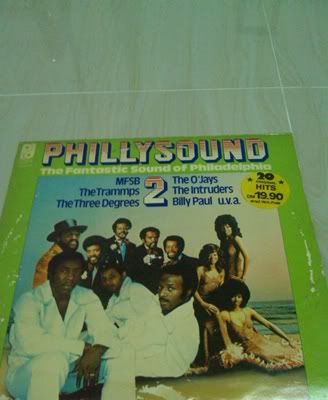 PHILLYSOUND
The Fantastic Sound of Philadelphia
MFSB
The Trammps
The Three Degrees
2
The O'Jays
The Intruders
Billy Paul u.v.a.
20
HITS
DM 19.90